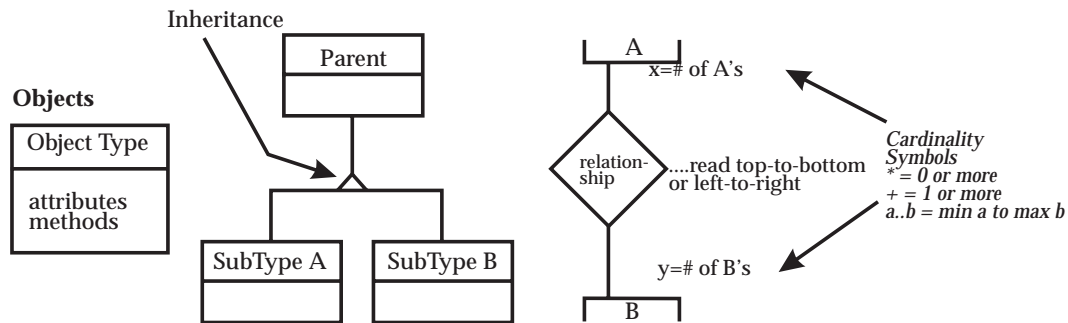 Inheritance
Parent
Objects
Object Type
attributes
methods
SubType A
SubType B
A
x=# of A's
relation-
ship
....read top-to-bottom
or left-to-right
y=# of B's
B
Cardinality
Symbols
* = 0 or more
+ = 1 or more
a..b = min a to max b